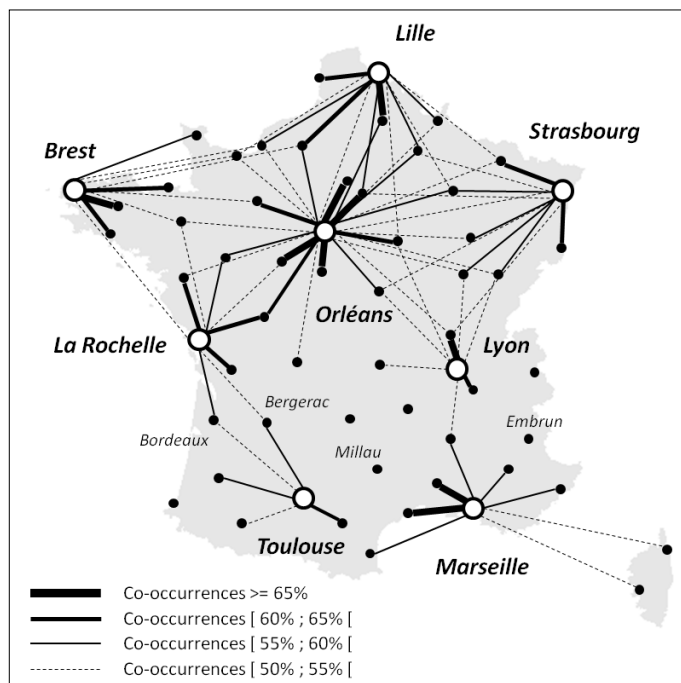 Lille
Strasbourg
Brest
Orléans
La Rochelle
Lyon
Bergerac
Embrun
Bordeaux
Millau
Toulouse
Marseille
Co-occurrences >= 65%
Co-occurrences [ 60% ; 65% [
Co-occurrences [ 55% ; 60% [
Co-occurrences [ 50% ; 55% [